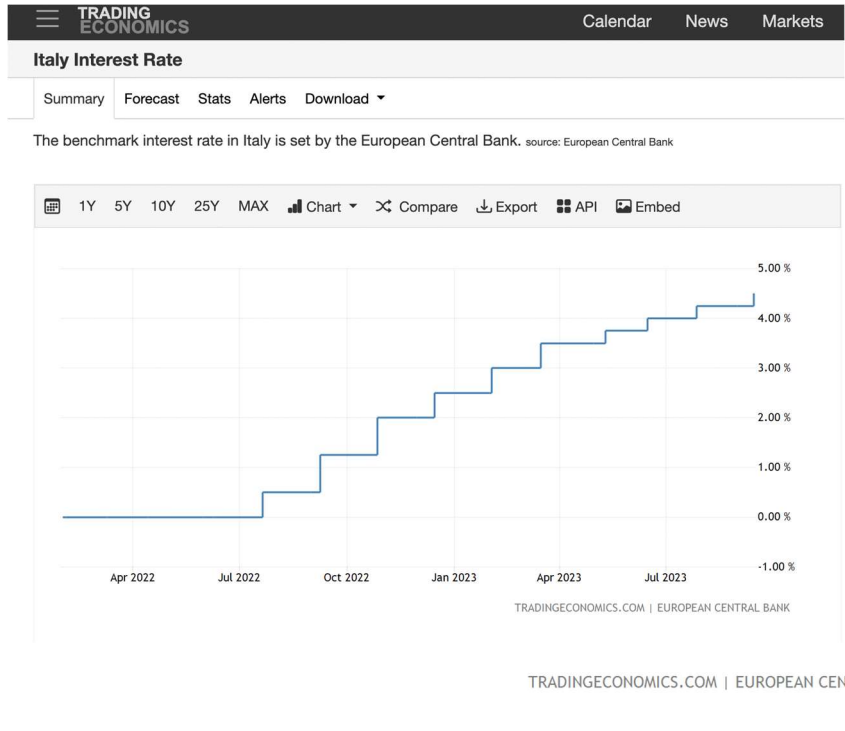 TRADING
ECONOMICS
Calendar News Markets
Italy Interest Rate
Summary Forecast Stats Alerts Download
The benchmark interest rate in Italy is set by the European Central Bank. source: European Central Bank
1Y 5Y 10Y 25Y MAX Chart Compare Export API Embed
5.00 %
4.00 %
3.00 %
2.00 %
1.00 %
0.00 %
-1.00 %
Apr 2022 Jul 2022 Oct 2022 Jan 2023 Apr 2023 Jul 2023
TRADINGECONOMICS.COM | EUROPEAN CENTRAL BANK
TRADINGECONOMICS.COM | EUROPEAN CEN